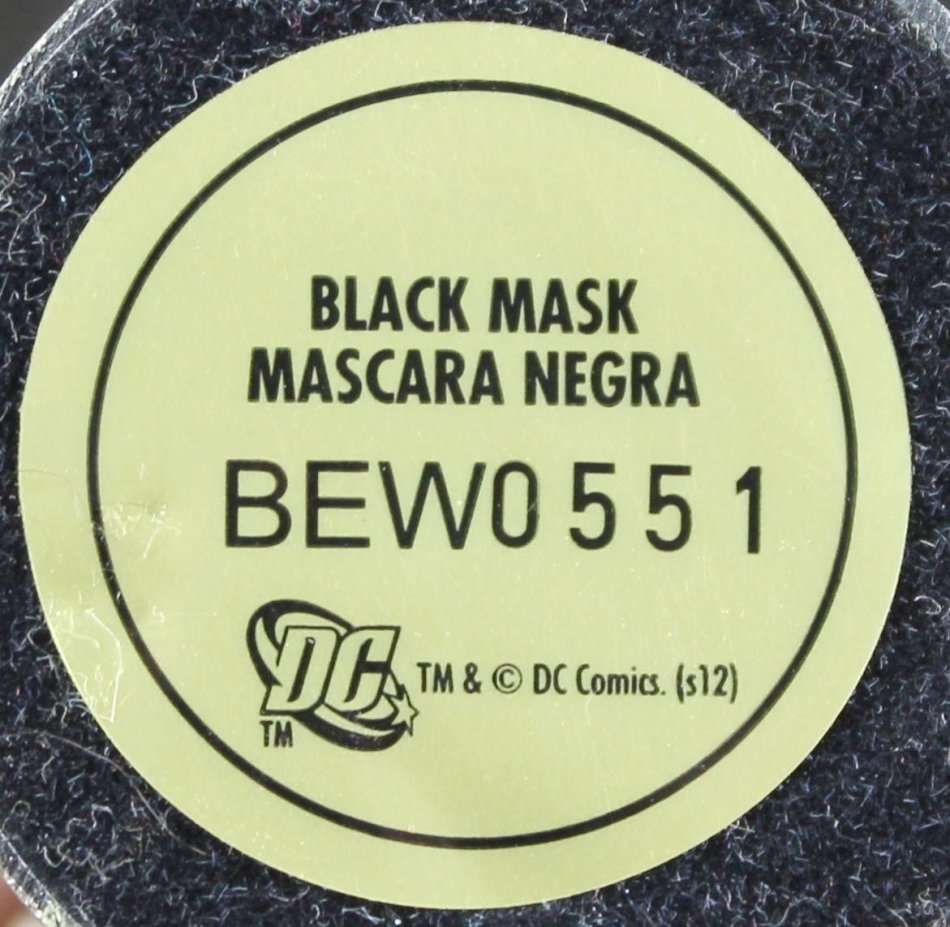 BLACK MASK
MASCARA NEGRA
BEW0551
DC
TM & © DC Comics. (s12)
TM